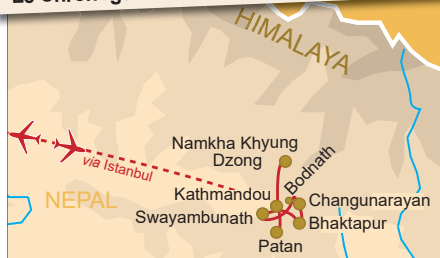 HIMALAYA
Namkha Khyung
Dzong
Bodnath
via Istanbul
Kathmandou
Changunarayan
NEPAL
Swayambunath
Bhaktapur
Patan